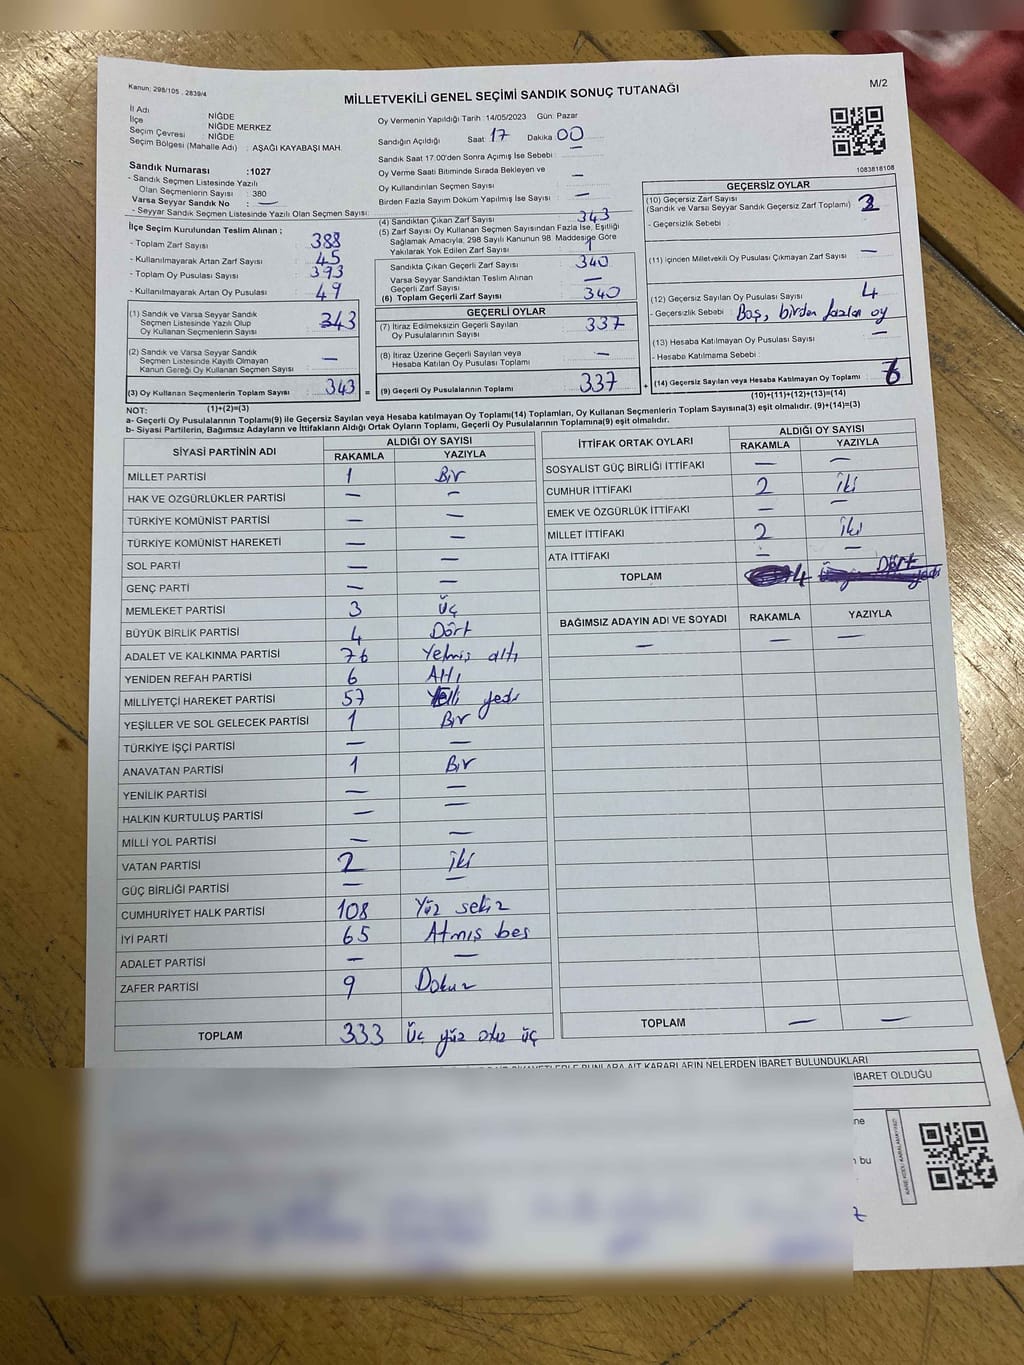 Kanun: 298/105 . 2839/4
MİLLETVEKİLİ GENEL SEÇİMİ SANDIK SONUÇ TUTANAĞI
M/2
İl Adı : NİĞDE
İlçe : NİĞDE MERKEZ
Seçim Çevresi : NİĞDE
Seçim Bölgesi (Mahalle Adı) : AŞAĞI KAYABAŞI MAH.
Sandık Numarası :1027
- Sandık Seçmen Listesinde Yazılı
Olan Seçmenlerin Sayısı : 380
Varsa Seyyar Sandık No : —
- Seyyar Sandık Seçmen Listesinde Yazılı Olan Seçmen Sayısı:
Oy Vermenin Yapıldığı Tarih :14/05/2023 Gün: Pazar
Sandığın Açıldığı Saat: 17 Dakika: 00
Sandık Saat 17.00'den Sonra Açımış İse Sebebi : —
Oy Verme Saati Bitiminde Sırada Bekleyen ve
Oy Kullandırılan Seçmen Sayısı : —
Birden Fazla Sayım Döküm Yapılmış İse Sayısı : —
1083818108
İlçe Seçim Kurulundan Teslim Alınan ;
- Toplam Zarf Sayısı : 388
- Kullanılmayarak Artan Zarf Sayısı : 45
- Toplam Oy Pusulası Sayısı : 393
- Kullanılmayarak Artan Oy Pusulası : 49
(4) Sandıktan Çıkan Zarf Sayısı : 343
(5) Zarf Sayısı Oy Kullanan Seçmen Sayısından Fazla İse, Eşitliği
Sağlamak Amacıyla, 298 Sayılı Kanunun 98. Maddesine Göre
Yakılarak Yok Edilen Zarf Sayısı :
Sandıkta Çıkan Geçerli Zarf Sayısı : 340
Varsa Seyyar Sandıktan Teslim Alınan
Geçerli Zarf Sayısı : —
(6) Toplam Geçerli Zarf Sayısı : 340
GEÇERSİZ OYLAR
(10) Geçersiz Zarf Sayısı
(Sandık ve Varsa Seyyar Sandık Geçersiz Zarf Toplamı) :
- Geçersizlik Sebebi :
(11) İçinden Milletvekili Oy Pusulası Çıkmayan Zarf Sayısı : —
(12) Geçersiz Sayılan Oy Pusulası Sayısı : 4
- Geçersizlik Sebebi : Boş, birden fazla oy
(13) Hesaba Katılmayan Oy Pusulası Sayısı : —
- Hesaba Katılmama Sebebi :
(14) Geçersiz Sayılan veya Hesaba Katılmayan Oy Toplamı :
(10)+(11)+(12)+(13)=(14)
(1) Sandık ve Varsa Seyyar Sandık
Seçmen Listesinde Yazılı Olup
Oy Kullanan Seçmenlerin Sayısı : 343
(2) Sandık ve Varsa Seyyar Sandık
Seçmen Listesinde Kayıtlı Olmayan
Kanun Gereği Oy Kullanan Seçmen Sayısı : —
(3) Oy Kullanan Seçmenlerin Toplam Sayısı : 343 =
(1)+(2)=(3)
GEÇERLİ OYLAR
(7) İtiraz Edilmeksizin Geçerli Sayılan
Oy Pusulalarının Sayısı : 337
(8) İtiraz Üzerine Geçerli Sayılan veya
Hesaba Katılan Oy Pusulası Toplamı : —
(9) Geçerli Oy Pusulalarının Toplamı : 337 +
NOT:
a- Geçerli Oy Pusulalarının Toplamı(9) ile Geçersiz Sayılan veya Hesaba katılmayan Oy Toplamı(14) Toplamları, Oy Kullanan Seçmenlerin Toplam Sayısına(3) eşit olmalıdır. (9)+(14)=(3)
b- Siyasi Partilerin, Bağımsız Adayların ve İttifakların Aldığı Ortak Oyların Toplamı, Geçerli Oy Pusulalarının Toplamına(9) eşit olmalıdır.
SİYASİ PARTİNİN ADI ALDIĞI OY SAYISI
RAKAMLA YAZIYLA
MİLLET PARTİSİ 1 Bir
HAK VE ÖZGÜRLÜKLER PARTİSİ — —
TÜRKİYE KOMÜNİST PARTİSİ — —
TÜRKİYE KOMÜNİST HAREKETİ — —
SOL PARTİ — —
GENÇ PARTİ — —
MEMLEKET PARTİSİ 3 Üç
BÜYÜK BİRLİK PARTİSİ 4 Dört
ADALET VE KALKINMA PARTİSİ 76 Yetmiş altı
YENİDEN REFAH PARTİSİ 6 Altı
MİLLİYETÇİ HAREKET PARTİSİ 57 Elli yedi
YEŞİLLER VE SOL GELECEK PARTİSİ 1 Bir
TÜRKİYE İŞÇİ PARTİSİ — —
ANAVATAN PARTİSİ 1 Bir
YENİLİK PARTİSİ — —
HALKIN KURTULUŞ PARTİSİ — —
MİLLİ YOL PARTİSİ — —
VATAN PARTİSİ 2 İki
GÜÇ BİRLİĞİ PARTİSİ — —
CUMHURİYET HALK PARTİSİ 108 Yüz sekiz
İYİ PARTİ 65 Atmış beş
ADALET PARTİSİ — —
ZAFER PARTİSİ 9 Dokuz
TOPLAM 333 Üç yüz otuz üç
İTTİFAK ORTAK OYLARI ALDIĞI OY SAYISI
RAKAMLA YAZIYLA
SOSYALİST GÜÇ BİRLİĞİ İTTİFAKI — —
CUMHUR İTTİFAKI 2 İki
EMEK VE ÖZGÜRLÜK İTTİFAKI — —
MİLLET İTTİFAKI 2 İki
ATA İTTİFAKI — —
TOPLAM 4 Dört
BAĞIMSIZ ADAYIN ADI VE SOYADI RAKAMLA YAZIYLA
— — —
TOPLAM — —
AİT KARARLARIN NELERDEN İBARET BULUNDUKLARI
İBARET OLDUĞU
ne
bu